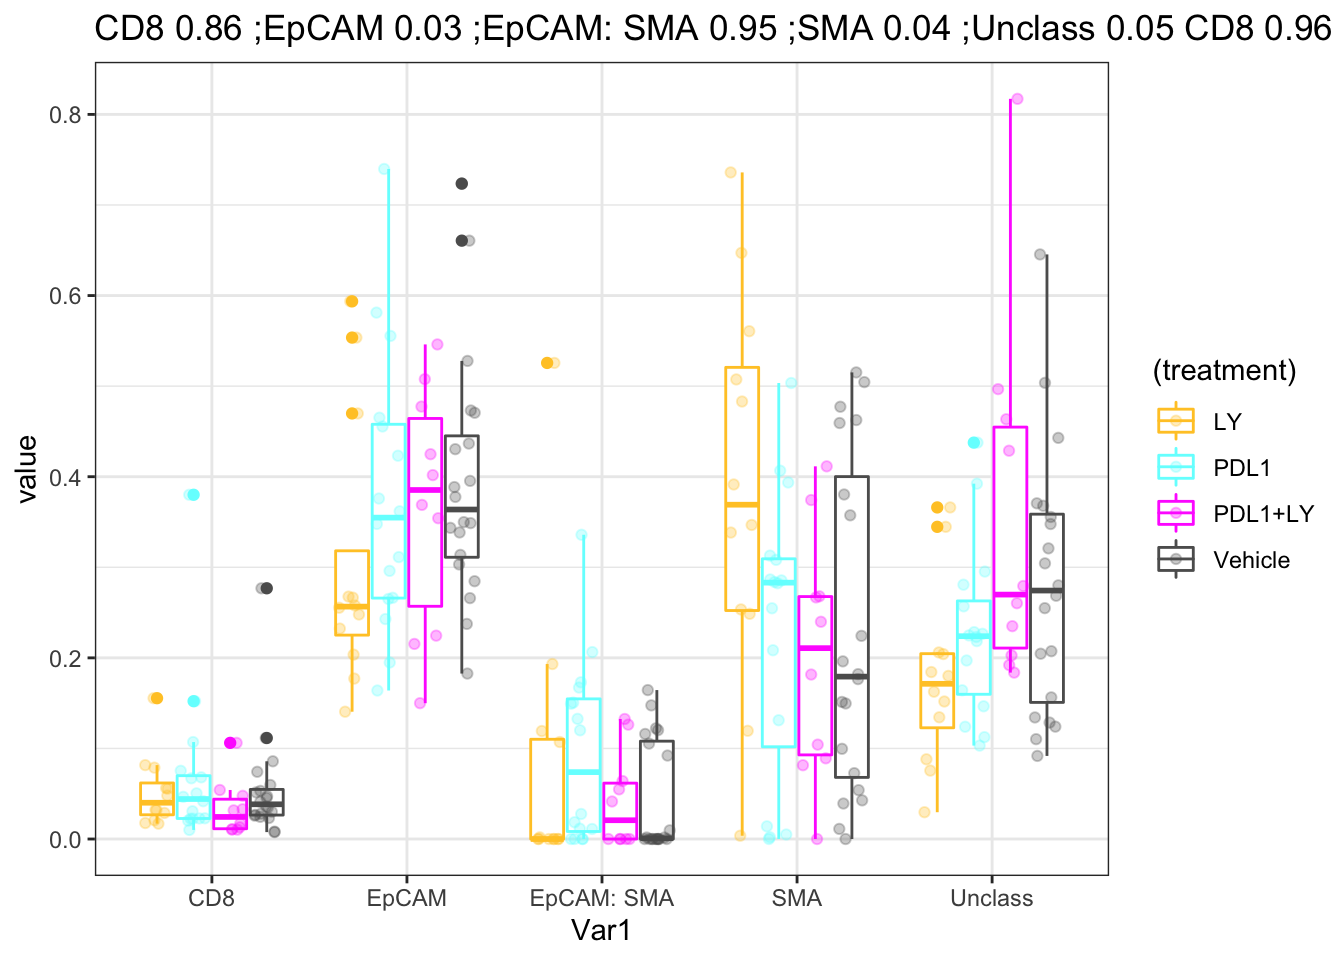 CD8 0.86 ;EpCAM 0.03 ;EpCAM: SMA 0.95 ;SMA 0.04 ;Unclass 0.05 CD8 0.96
0.8
0.6
0.4
0.2
0.0
value
CD8 EpCAM EpCAM: SMA SMA Unclass
Var1
(treatment)
LY
PDL1
PDL1+LY
Vehicle